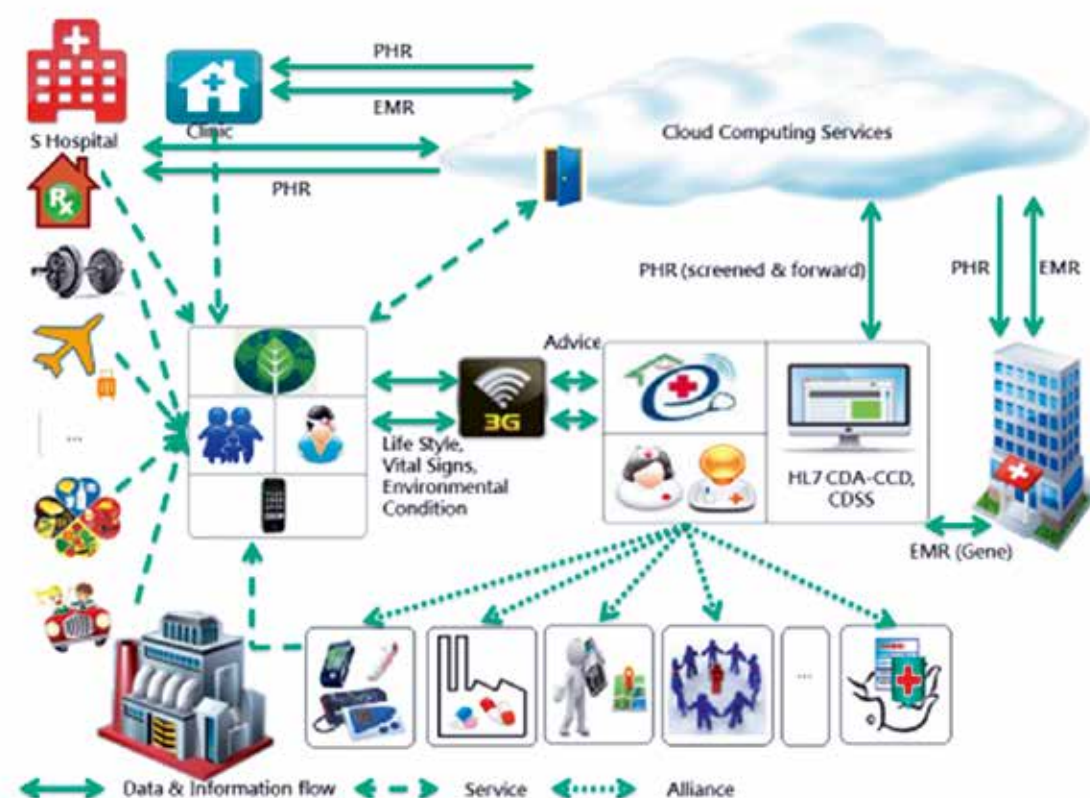 PHR
EMR
S Hospital
Clinic
Cloud Computing Services
PHR
Rx
PHR (screened & forward)
PHR
EMR
Advice
3G
...
Life Style,
Vital Signs,
Environmental
Condition
HL7 CDA-CCD,
CDSS
EMR (Gene)
...
Data & Information flow
Service
Alliance